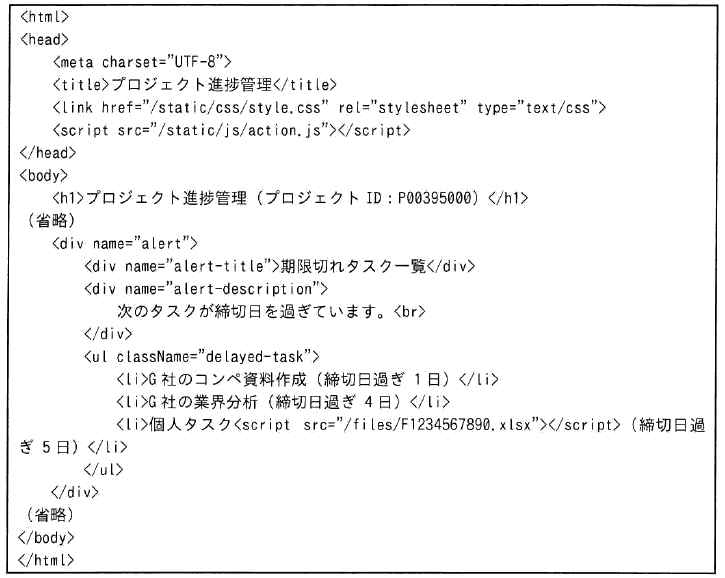 <html>
<head>
    <meta charset="UTF-8">
    <title>プロジェクト進捗管理</title>
    <link href="/static/css/style.css" rel="stylesheet" type="text/css">
    <script src="/static/js/action.js"></script>
</head>
<body>
    <h1>プロジェクト進捗管理（プロジェクト ID：P00395000）</h1>
（省略）
    <div name="alert">
        <div name="alert-title">期限切れタスク一覧</div>
        <div name="alert-description">
            次のタスクが締切日を過ぎています。<br>
        </div>
        <ul className="delayed-task">
            <li>G 社のコンペ資料作成（締切日過ぎ 1 日）</li>
            <li>G 社の業界分析（締切日過ぎ 4 日）</li>
            <li>個人タスク<script src="/files/F1234567890.xlsx"></script>（締切日過
ぎ 5 日）</li>
        </ul>
    </div>
（省略）
</body>
</html>